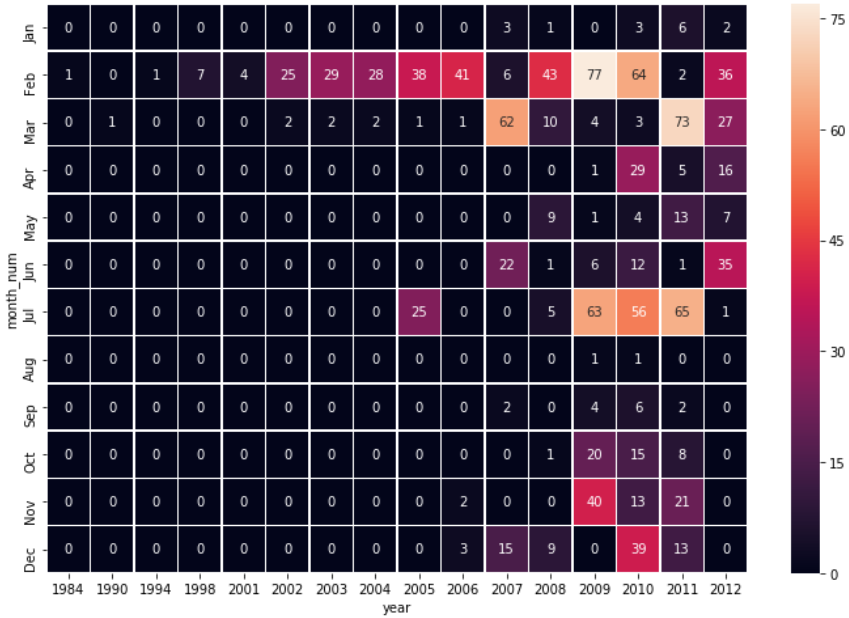 Jan 0 0 0 0 0 0 0 0 0 0 3 1 0 3 6 2
Feb 1 0 1 7 4 25 29 28 38 41 6 43 77 64 2 36
Mar 0 1 0 0 0 2 2 2 1 1 62 10 4 3 73 27
Apr 0 0 0 0 0 0 0 0 0 0 0 0 1 29 5 16
May 0 0 0 0 0 0 0 0 0 0 0 9 1 4 13 7
Jun 0 0 0 0 0 0 0 0 0 0 22 1 6 12 1 35
Jul 0 0 0 0 0 0 0 0 25 0 0 5 63 56 65 1
Aug 0 0 0 0 0 0 0 0 0 0 0 0 1 1 0 0
Sep 0 0 0 0 0 0 0 0 0 0 2 0 4 6 2 0
Oct 0 0 0 0 0 0 0 0 0 0 0 1 20 15 8 0
Nov 0 0 0 0 0 0 0 0 0 2 0 0 40 13 21 0
Dec 0 0 0 0 0 0 0 0 0 3 15 9 0 39 13 0
1984 1990 1994 1998 2001 2002 2003 2004 2005 2006 2007 2008 2009 2010 2011 2012
year
month_num
75
60
45
30
15
0